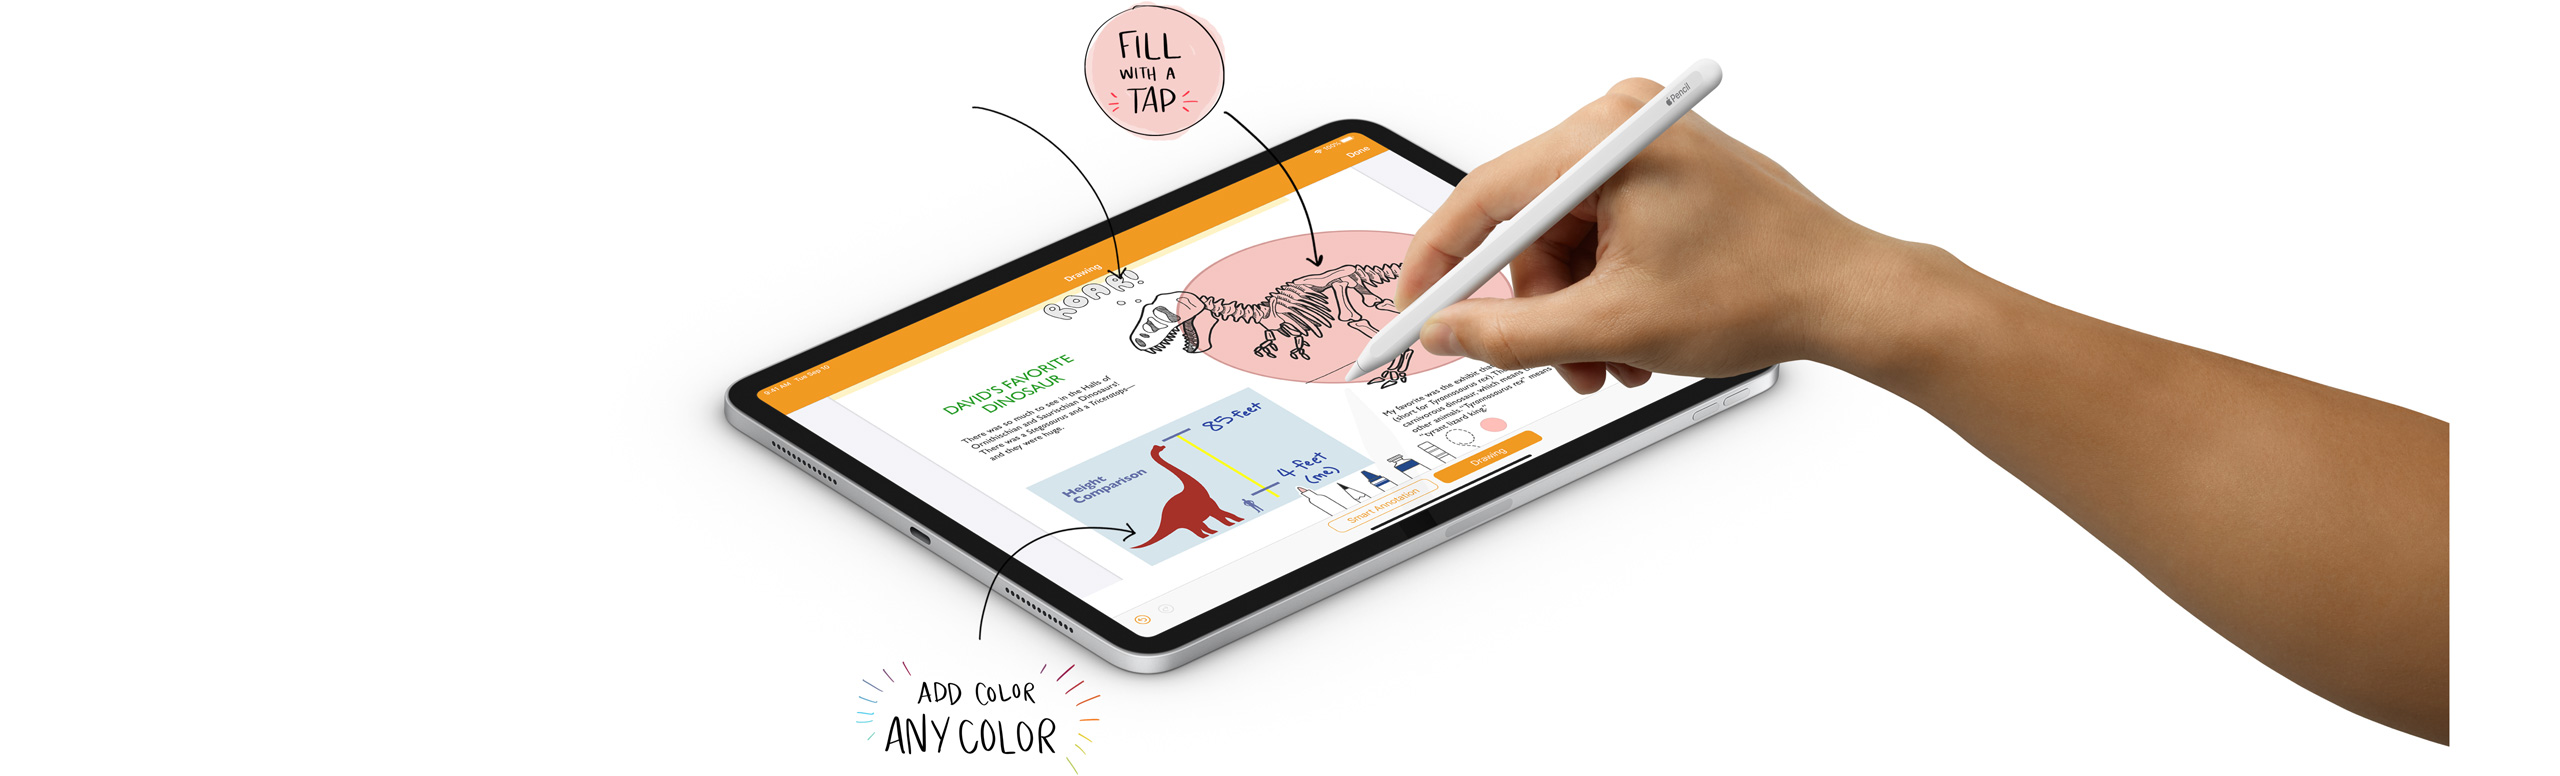 FILL
WITH A
TAP
Pencil
9:41 AM Tue Sep 10
100%
Drawing
Done
ROAR!
DAVID'S FAVORITE
DINOSAUR
There was so much to see in the Halls of
Ornithischian and Saurischian Dinosaurs!
There was a Stegosaurus and a Triceratops—
and they were huge.
Height
Comparison
85 feet
4 feet
(me)
My favorite was the exhibit tha
(short for Tyrannosaurus rex). Th
carnivorous dinosaur, which means
other animals. "Tyrannosaurus rex" means
"tyrant lizard king."
Smart Annotation
Drawing
ADD COLOR
ANY COLOR